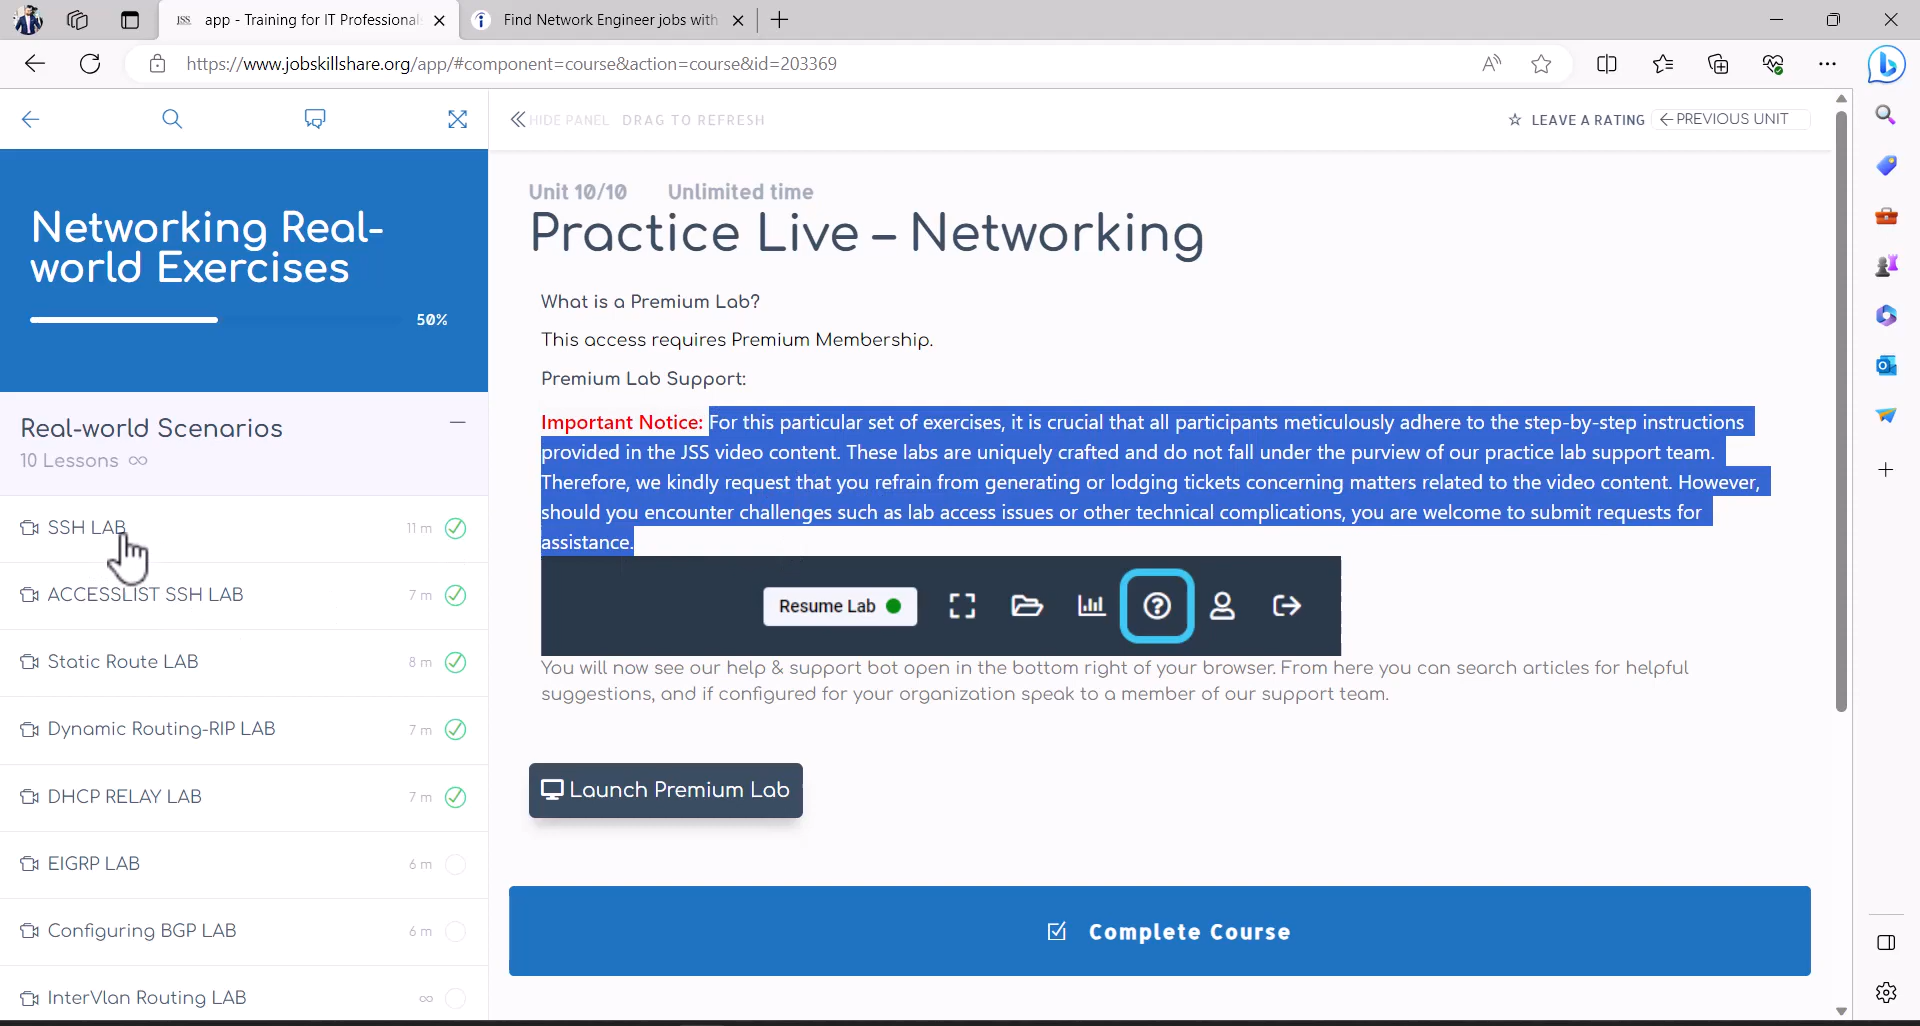 JSS app - Training for IT Professional
Find Network Engineer jobs with
https://www.jobskillshare.org/app/#component=course&action=course&id=203369
HIDE PANEL DRAG TO REFRESH
LEAVE A RATING
PREVIOUS UNIT
Networking Real-
world Exercises
50%
Real-world Scenarios
10 Lessons ∞
SSH LAB 11 m
ACCESSLIST SSH LAB 7 m
Static Route LAB 8 m
Dynamic Routing-RIP LAB 7 m
DHCP RELAY LAB 7 m
EIGRP LAB 6 m
Configuring BGP LAB 6 m
InterVlan Routing LAB ∞
Unit 10/10 Unlimited time
Practice Live – Networking
What is a Premium Lab?
This access requires Premium Membership.
Premium Lab Support:
Important Notice: For this particular set of exercises, it is crucial that all participants meticulously adhere to the step-by-step instructions
provided in the JSS video content. These labs are uniquely crafted and do not fall under the purview of our practice lab support team.
Therefore, we kindly request that you refrain from generating or lodging tickets concerning matters related to the video content. However,
should you encounter challenges such as lab access issues or other technical complications, you are welcome to submit requests for
assistance.
Resume Lab
You will now see our help & support bot open in the bottom right of your browser. From here you can search articles for helpful
suggestions, and if configured for your organization speak to a member of our support team.
Launch Premium Lab
Complete Course